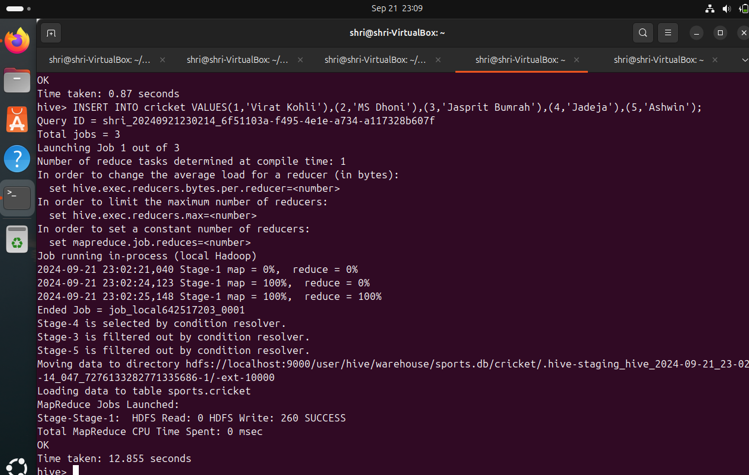 Sep 21 23:09
shri@shri-VirtualBox: ~
shri@shri-VirtualBox: ~/... × shri@shri-VirtualBox: ~/... × shri@shri-VirtualBox: ~/... × shri@shri-VirtualBox: ~ × shri@shri-VirtualBox: ~ ×
OK
Time taken: 0.87 seconds
hive> INSERT INTO cricket VALUES(1,'Virat Kohli'),(2,'MS Dhoni'),(3,'Jasprit Bumrah'),(4,'Jadeja'),(5,'Ashwin');
Query ID = shri_20240921230214_6f51103a-f495-4e1e-a734-a117328b607f
Total jobs = 3
Launching Job 1 out of 3
Number of reduce tasks determined at compile time: 1
In order to change the average load for a reducer (in bytes):
  set hive.exec.reducers.bytes.per.reducer=<number>
In order to limit the maximum number of reducers:
  set hive.exec.reducers.max=<number>
In order to set a constant number of reducers:
  set mapreduce.job.reduces=<number>
Job running in-process (local Hadoop)
2024-09-21 23:02:21,040 Stage-1 map = 0%,  reduce = 0%
2024-09-21 23:02:24,123 Stage-1 map = 100%,  reduce = 0%
2024-09-21 23:02:25,148 Stage-1 map = 100%,  reduce = 100%
Ended Job = job_local642517203_0001
Stage-4 is selected by condition resolver.
Stage-3 is filtered out by condition resolver.
Stage-5 is filtered out by condition resolver.
Moving data to directory hdfs://localhost:9000/user/hive/warehouse/sports.db/cricket/.hive-staging_hive_2024-09-21_23-02
-14_047_7276133282771335686-1/-ext-10000
Loading data to table sports.cricket
MapReduce Jobs Launched:
Stage-Stage-1:  HDFS Read: 0 HDFS Write: 260 SUCCESS
Total MapReduce CPU Time Spent: 0 msec
OK
Time taken: 12.855 seconds
hive>